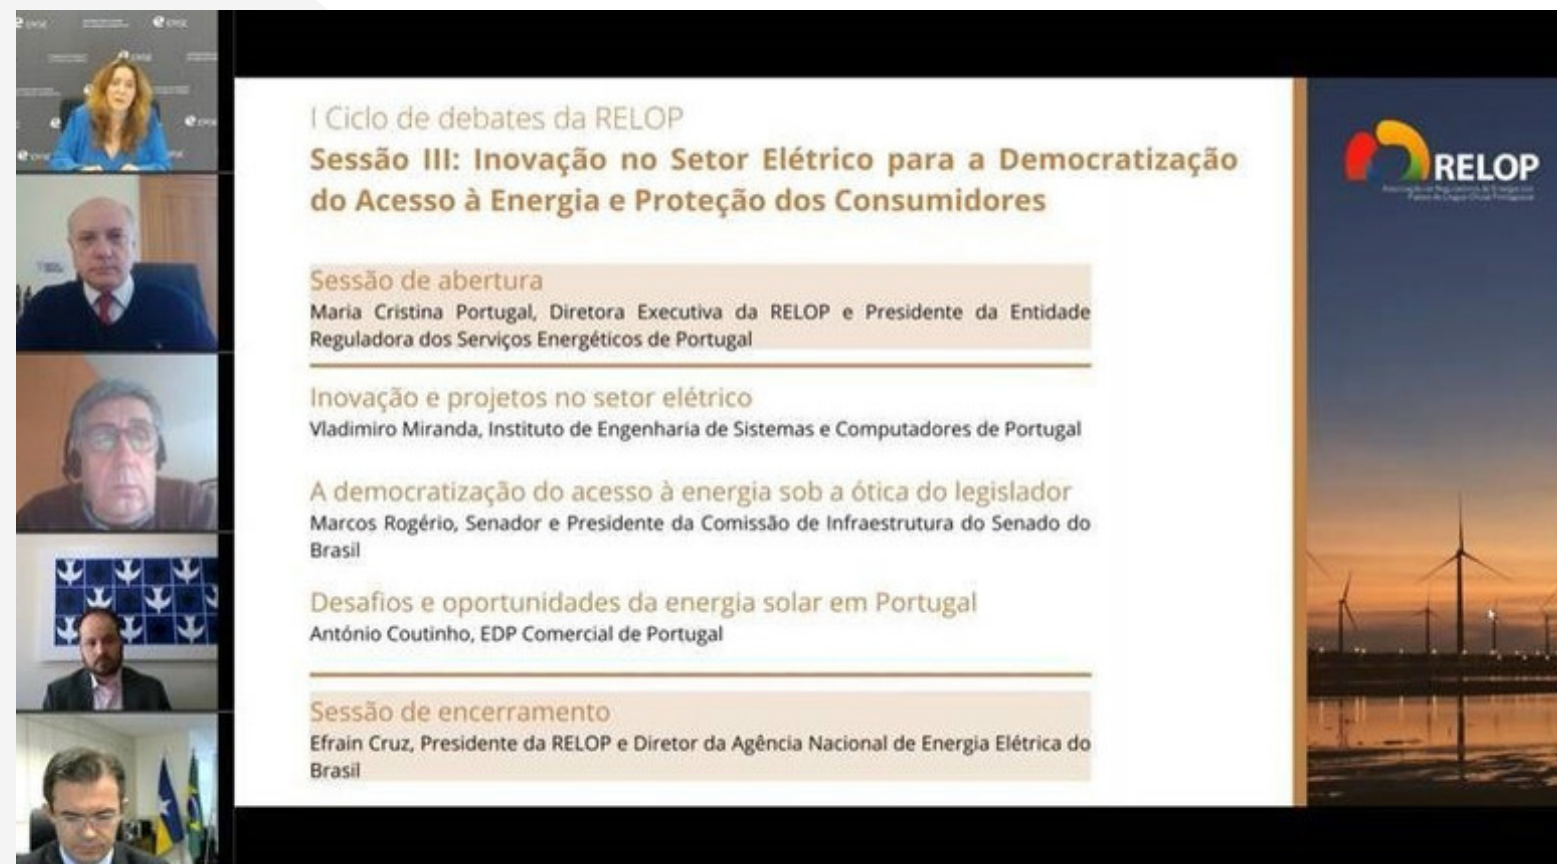 I Ciclo de debates da RELOP
Sessão III: Inovação no Setor Elétrico para a Democratização
do Acesso à Energia e Proteção dos Consumidores
Sessão de abertura
Maria Cristina Portugal, Diretora Executiva da RELOP e Presidente da Entidade
Reguladora dos Serviços Energéticos de Portugal
Inovação e projetos no setor elétrico
Vladimiro Miranda, Instituto de Engenharia de Sistemas e Computadores de Portugal
A democratização do acesso à energia sob a ótica do legislador
Marcos Rogério, Senador e Presidente da Comissão de Infraestrutura do Senado do
Brasil
Desafios e oportunidades da energia solar em Portugal
António Coutinho, EDP Comercial de Portugal
Sessão de encerramento
Efrain Cruz, Presidente da RELOP e Diretor da Agência Nacional de Energia Elétrica do
Brasil
RELOP